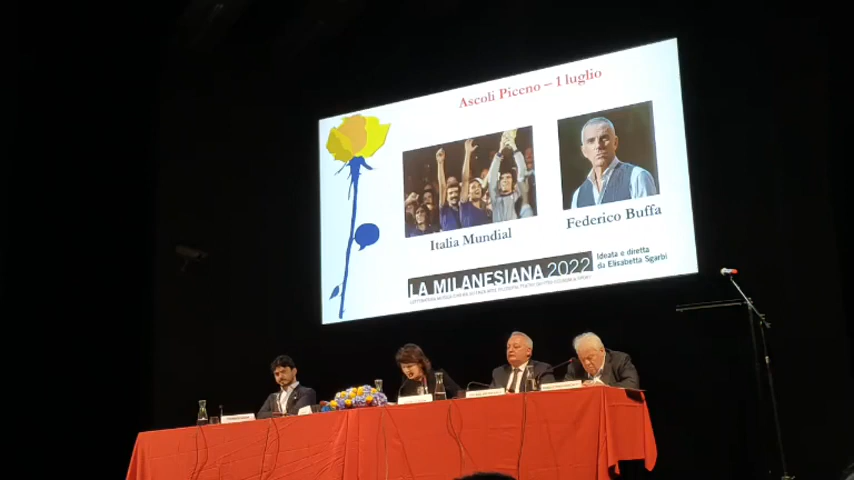 Ascoli Piceno – 1 luglio
Italia Mundial
Federico Buffa
LA MILANESIANA 2022
Ideata e diretta
da Elisabetta Sgarbi